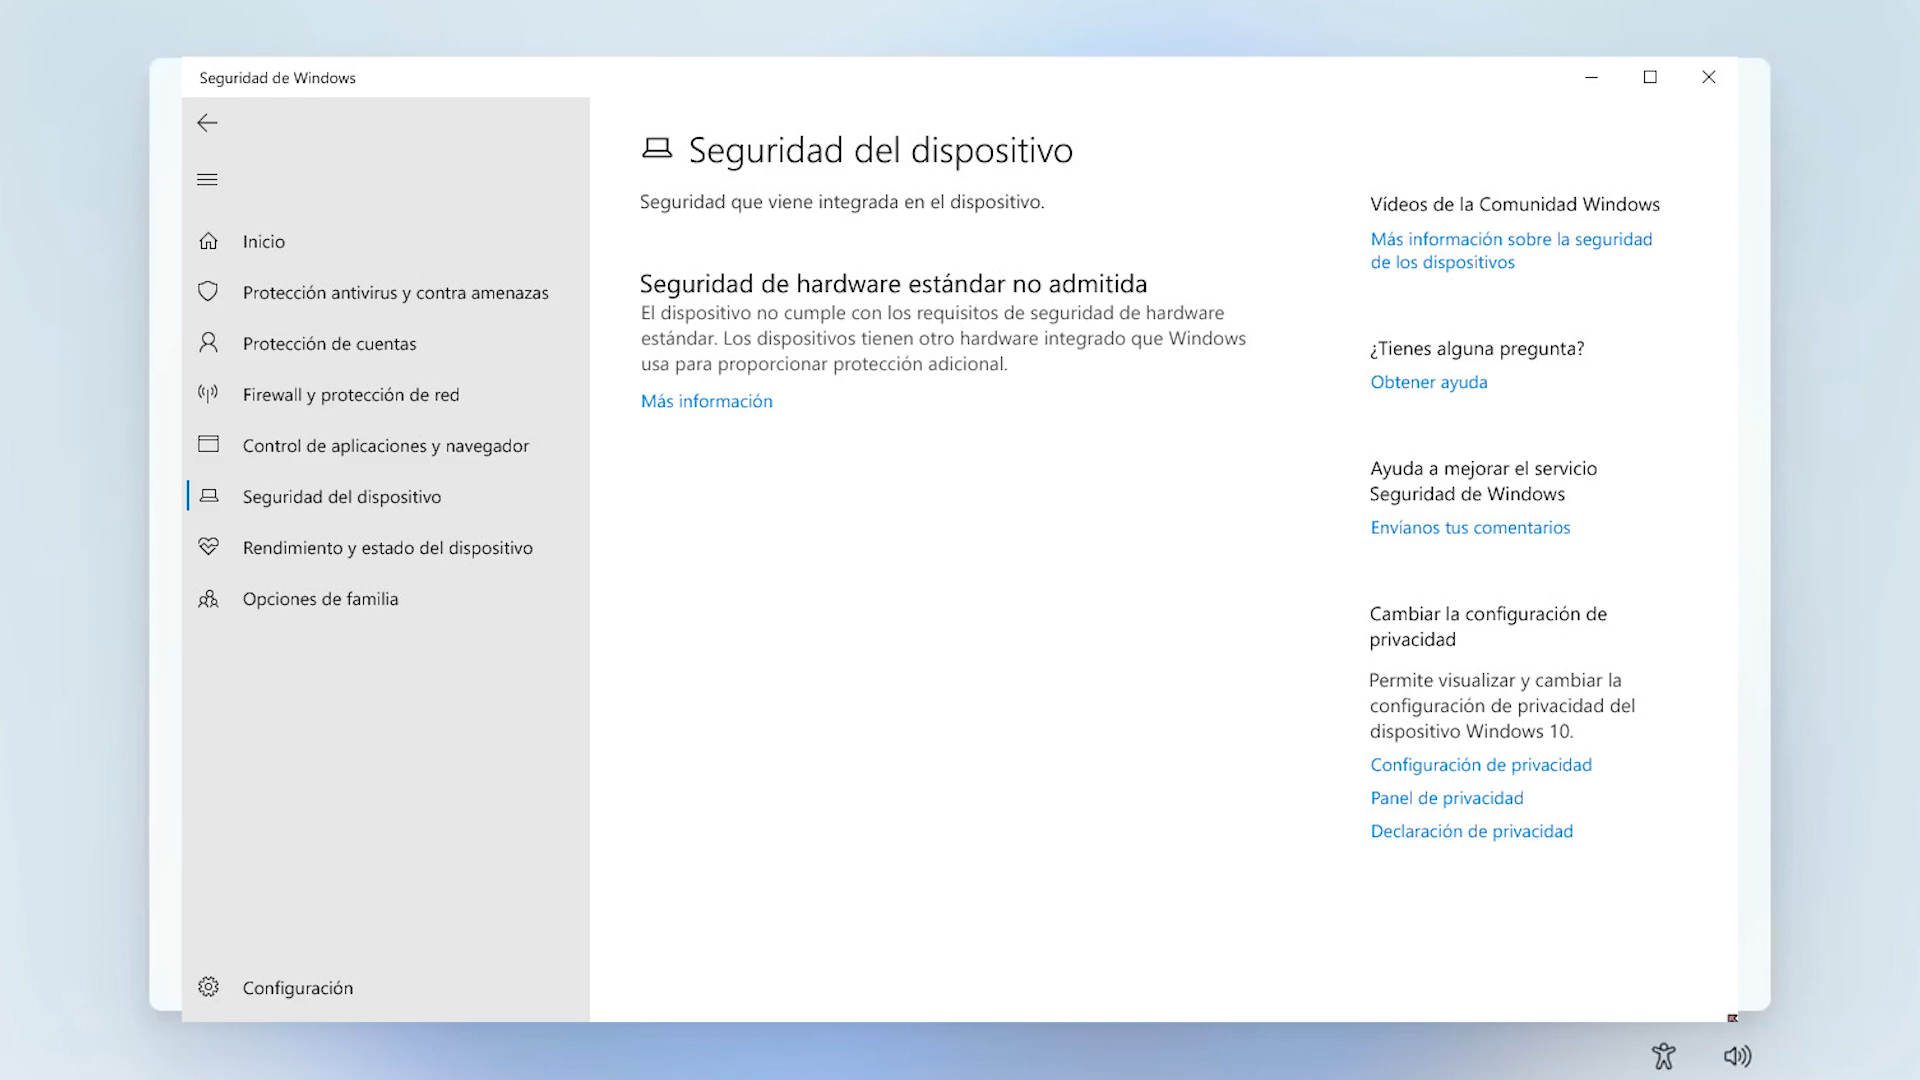 Seguridad de Windows
Inicio
Protección antivirus y contra amenazas
Protección de cuentas
Firewall y protección de red
Control de aplicaciones y navegador
Seguridad del dispositivo
Rendimiento y estado del dispositivo
Opciones de familia
Configuración
Seguridad del dispositivo
Seguridad que viene integrada en el dispositivo.
Seguridad de hardware estándar no admitida
El dispositivo no cumple con los requisitos de seguridad de hardware
estándar. Los dispositivos tienen otro hardware integrado que Windows
usa para proporcionar protección adicional.
Más información
Vídeos de la Comunidad Windows
Más información sobre la seguridad
de los dispositivos
¿Tienes alguna pregunta?
Obtener ayuda
Ayuda a mejorar el servicio
Seguridad de Windows
Envíanos tus comentarios
Cambiar la configuración de
privacidad
Permite visualizar y cambiar la
configuración de privacidad del
dispositivo Windows 10.
Configuración de privacidad
Panel de privacidad
Declaración de privacidad